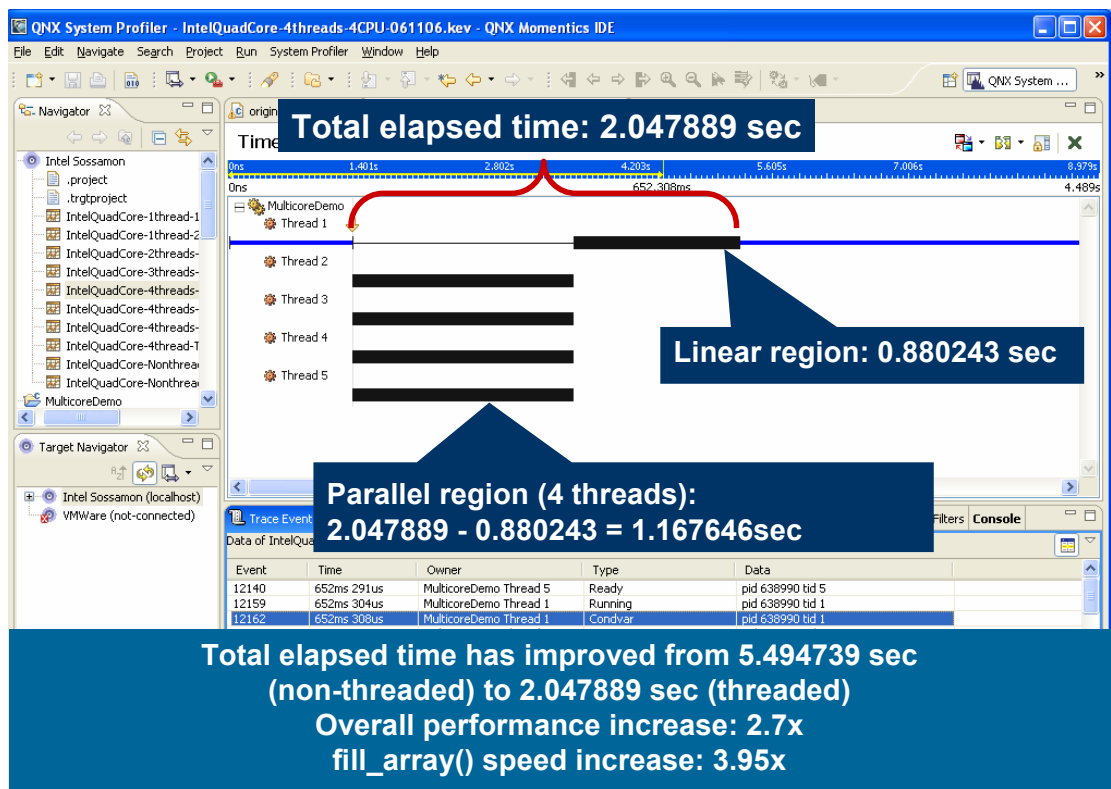 QNX System Profiler - IntelQuadCore-4threads-4CPU-061106.kev - QNX Momentics IDE
File Edit Navigate Search Project Run System Profiler Window Help
QNX System ... »
Navigator
origin
Total elapsed time: 2.047889 sec
Time
0ns 1.401s 2.802s 4.203s 5.605s 7.006s 8.979s
0ns 652.308ms 4.489s
Intel Sossamon
.project
.trgtproject
IntelQuadCore-1thread-1
IntelQuadCore-1thread-2
IntelQuadCore-2threads-
IntelQuadCore-3threads-
IntelQuadCore-4threads-
IntelQuadCore-4threads-
IntelQuadCore-4threads-
IntelQuadCore-4thread-T
IntelQuadCore-Nonthrea
IntelQuadCore-Nonthrea
MulticoreDemo
MulticoreDemo
Thread 1
Thread 2
Thread 3
Thread 4
Thread 5
Linear region: 0.880243 sec
Parallel region (4 threads):
2.047889 - 0.880243 = 1.167646sec
Target Navigator
Intel Sossamon (localhost)
VMWare (not-connected)
Trace Event
Filters Console
Data of IntelQua
Event Time Owner Type Data
12140 652ms 291us MulticoreDemo Thread 5 Ready pid 638990 tid 5
12159 652ms 304us MulticoreDemo Thread 1 Running pid 638990 tid 1
12162 652ms 308us MulticoreDemo Thread 1 Condvar pid 638990 tid 1
Total elapsed time has improved from 5.494739 sec
(non-threaded) to 2.047889 sec (threaded)
Overall performance increase: 2.7x
fill_array() speed increase: 3.95x